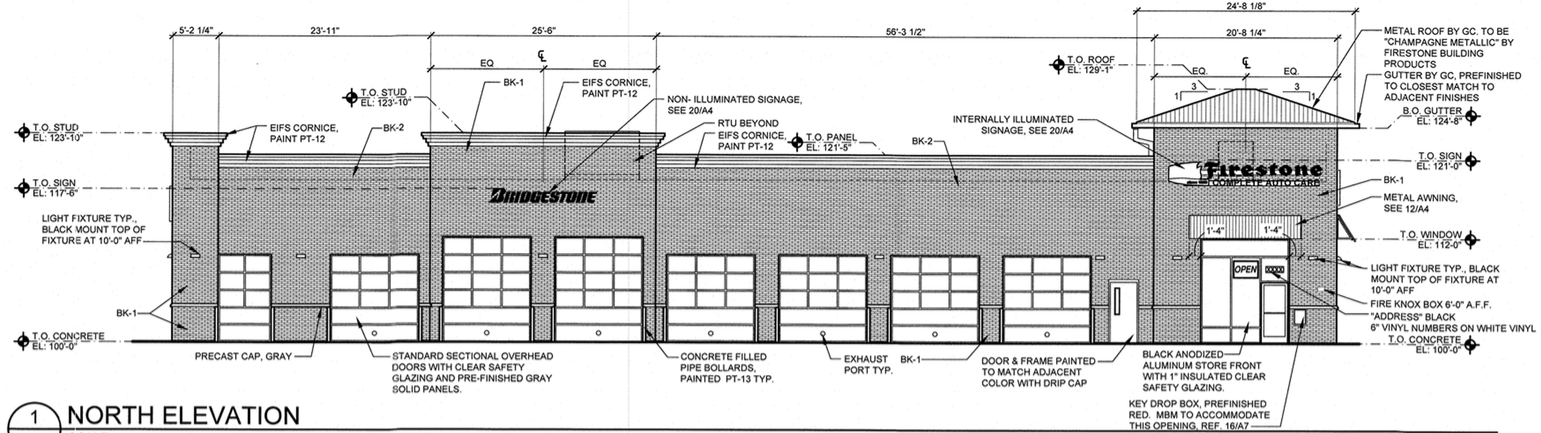 24'-8 1/8"
5'-2 1/4"
23'-11"
25'-6"
56'-3 1/2"
20'-8 1/4"
EQ
℄
EQ
EQ.
℄
EQ.
T.O. ROOF
EL: 129'-1"
3
1
3
1
METAL ROOF BY GC. TO BE
"CHAMPAGNE METALLIC" BY
FIRESTONE BUILDING
PRODUCTS
GUTTER BY GC, PREFINISHED
TO CLOSEST MATCH TO
ADJACENT FINISHES
B.O. GUTTER
EL: 124'-8"
T.O. SIGN
EL: 121'-0"
BK-1
METAL AWNING,
SEE 12/A4
T.O. WINDOW
EL: 112-0"
LIGHT FIXTURE TYP., BLACK
MOUNT TOP OF FIXTURE AT
10'-0" AFF
FIRE KNOX BOX 6'-0" A.F.F.
"ADDRESS" BLACK
6" VINYL NUMBERS ON WHITE VINYL
T.O. CONCRETE
EL: 100'-0"
T.O. STUD
EL: 123'-10"
BK-1
EIFS CORNICE,
PAINT PT-12
NON- ILLUMINATED SIGNAGE,
SEE 20/A4
RTU BEYOND
EIFS CORNICE,
PAINT PT-12
T.O. PANEL
EL: 121'-5"
BK-2
INTERNALLY ILLUMINATED
SIGNAGE, SEE 20/A4
T.O. STUD
EL: 123'-10"
EIFS CORNICE,
PAINT PT-12
BK-2
T.O. SIGN
EL: 117'-6"
BRIDGESTONE
Firestone
COMPLETE AUTO CARE
LIGHT FIXTURE TYP.,
BLACK MOUNT TOP OF
FIXTURE AT 10'-0" AFF
1'-4"
1'-4"
OPEN
BK-1
T.O. CONCRETE
EL: 100'-0"
PRECAST CAP, GRAY
STANDARD SECTIONAL OVERHEAD
DOORS WITH CLEAR SAFETY
GLAZING AND PRE-FINISHED GRAY
SOLID PANELS.
CONCRETE FILLED
PIPE BOLLARDS,
PAINTED PT-13 TYP.
EXHAUST
PORT TYP.
BK-1
DOOR & FRAME PAINTED
TO MATCH ADJACENT
COLOR WITH DRIP CAP
BLACK ANODIZED
ALUMINUM STORE FRONT
WITH 1" INSULATED CLEAR
SAFETY GLAZING.
KEY DROP BOX, PREFINISHED
RED. MBM TO ACCOMMODATE
THIS OPENING, REF. 16/A7
1
NORTH ELEVATION